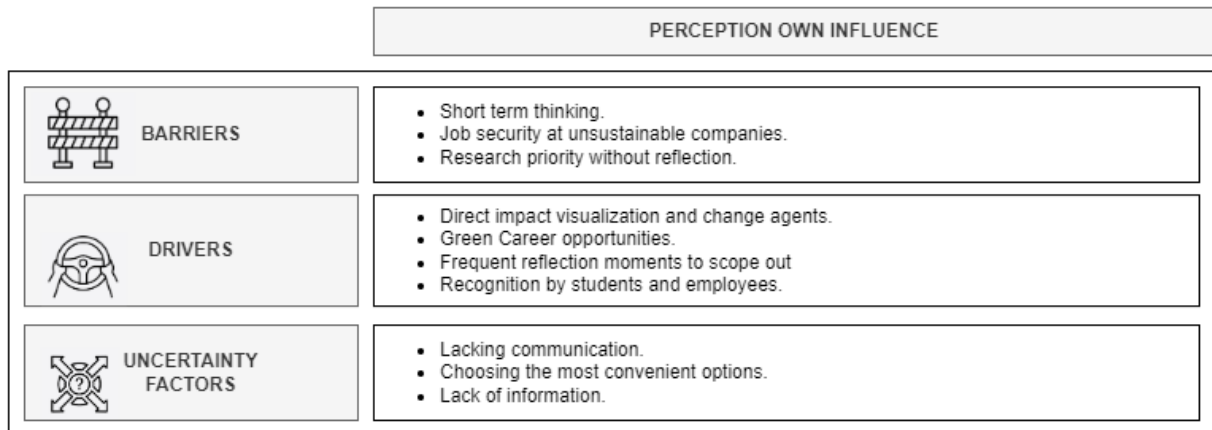 PERCEPTION OWN INFLUENCE
BARRIERS
• Short term thinking.
• Job security at unsustainable companies.
• Research priority without reflection.
DRIVERS
• Direct impact visualization and change agents.
• Green Career opportunities.
• Frequent reflection moments to scope out
• Recognition by students and employees.
UNCERTAINTY
FACTORS
?
• Lacking communication.
• Choosing the most convenient options.
• Lack of information.